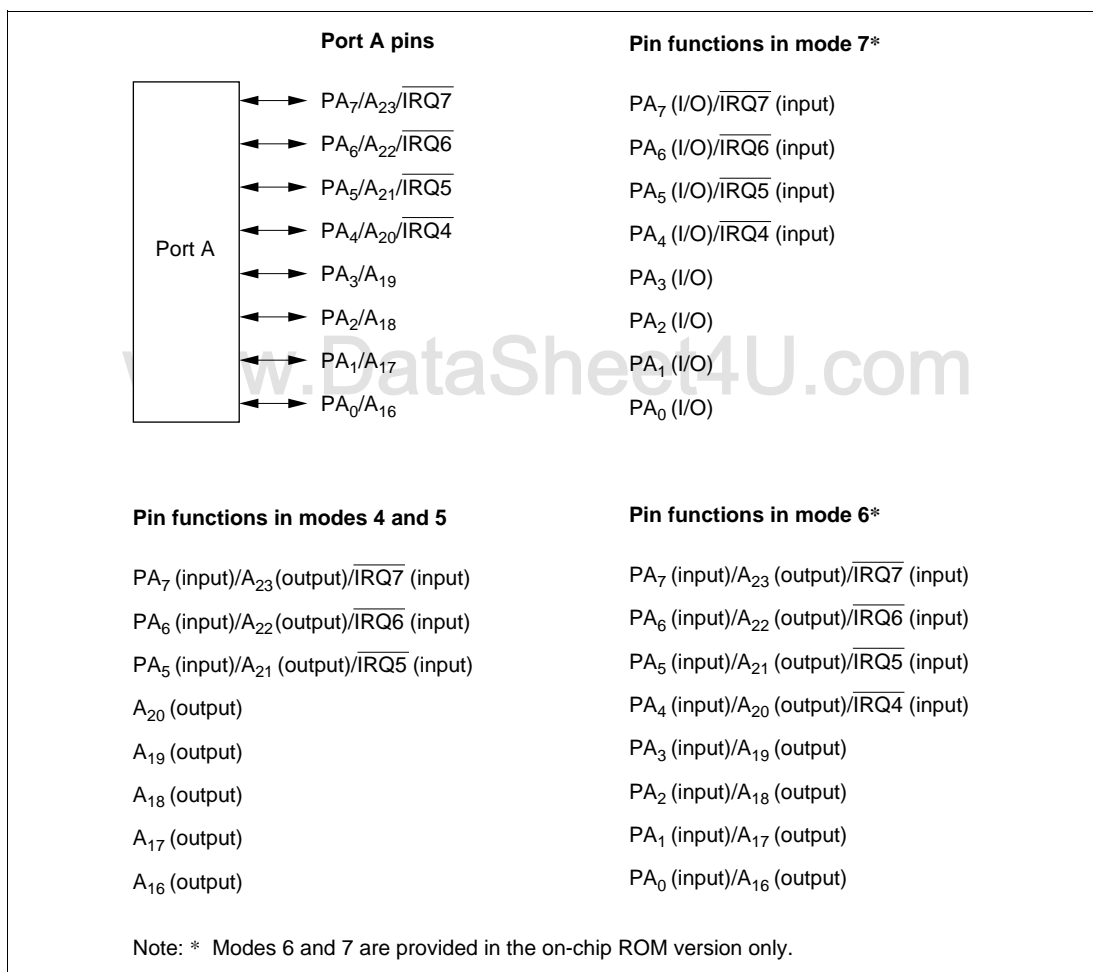 Port A pins
PA7/A23/IRQ7
PA6/A22/IRQ6
PA5/A21/IRQ5
PA4/A20/IRQ4
PA3/A19
PA2/A18
PA1/A17
PA0/A16
Port A
Pin functions in mode 7*
PA7 (I/O)/IRQ7 (input)
PA6 (I/O)/IRQ6 (input)
PA5 (I/O)/IRQ5 (input)
PA4 (I/O)/IRQ4 (input)
PA3 (I/O)
PA2 (I/O)
PA1 (I/O)
PA0 (I/O)
www.DataSheet4U.com
Pin functions in modes 4 and 5
PA7 (input)/A23 (output)/IRQ7 (input)
PA6 (input)/A22 (output)/IRQ6 (input)
PA5 (input)/A21 (output)/IRQ5 (input)
A20 (output)
A19 (output)
A18 (output)
A17 (output)
A16 (output)
Pin functions in mode 6*
PA7 (input)/A23 (output)/IRQ7 (input)
PA6 (input)/A22 (output)/IRQ6 (input)
PA5 (input)/A21 (output)/IRQ5 (input)
PA4 (input)/A20 (output)/IRQ4 (input)
PA3 (input)/A19 (output)
PA2 (input)/A18 (output)
PA1 (input)/A17 (output)
PA0 (input)/A16 (output)
Note: * Modes 6 and 7 are provided in the on-chip ROM version only.